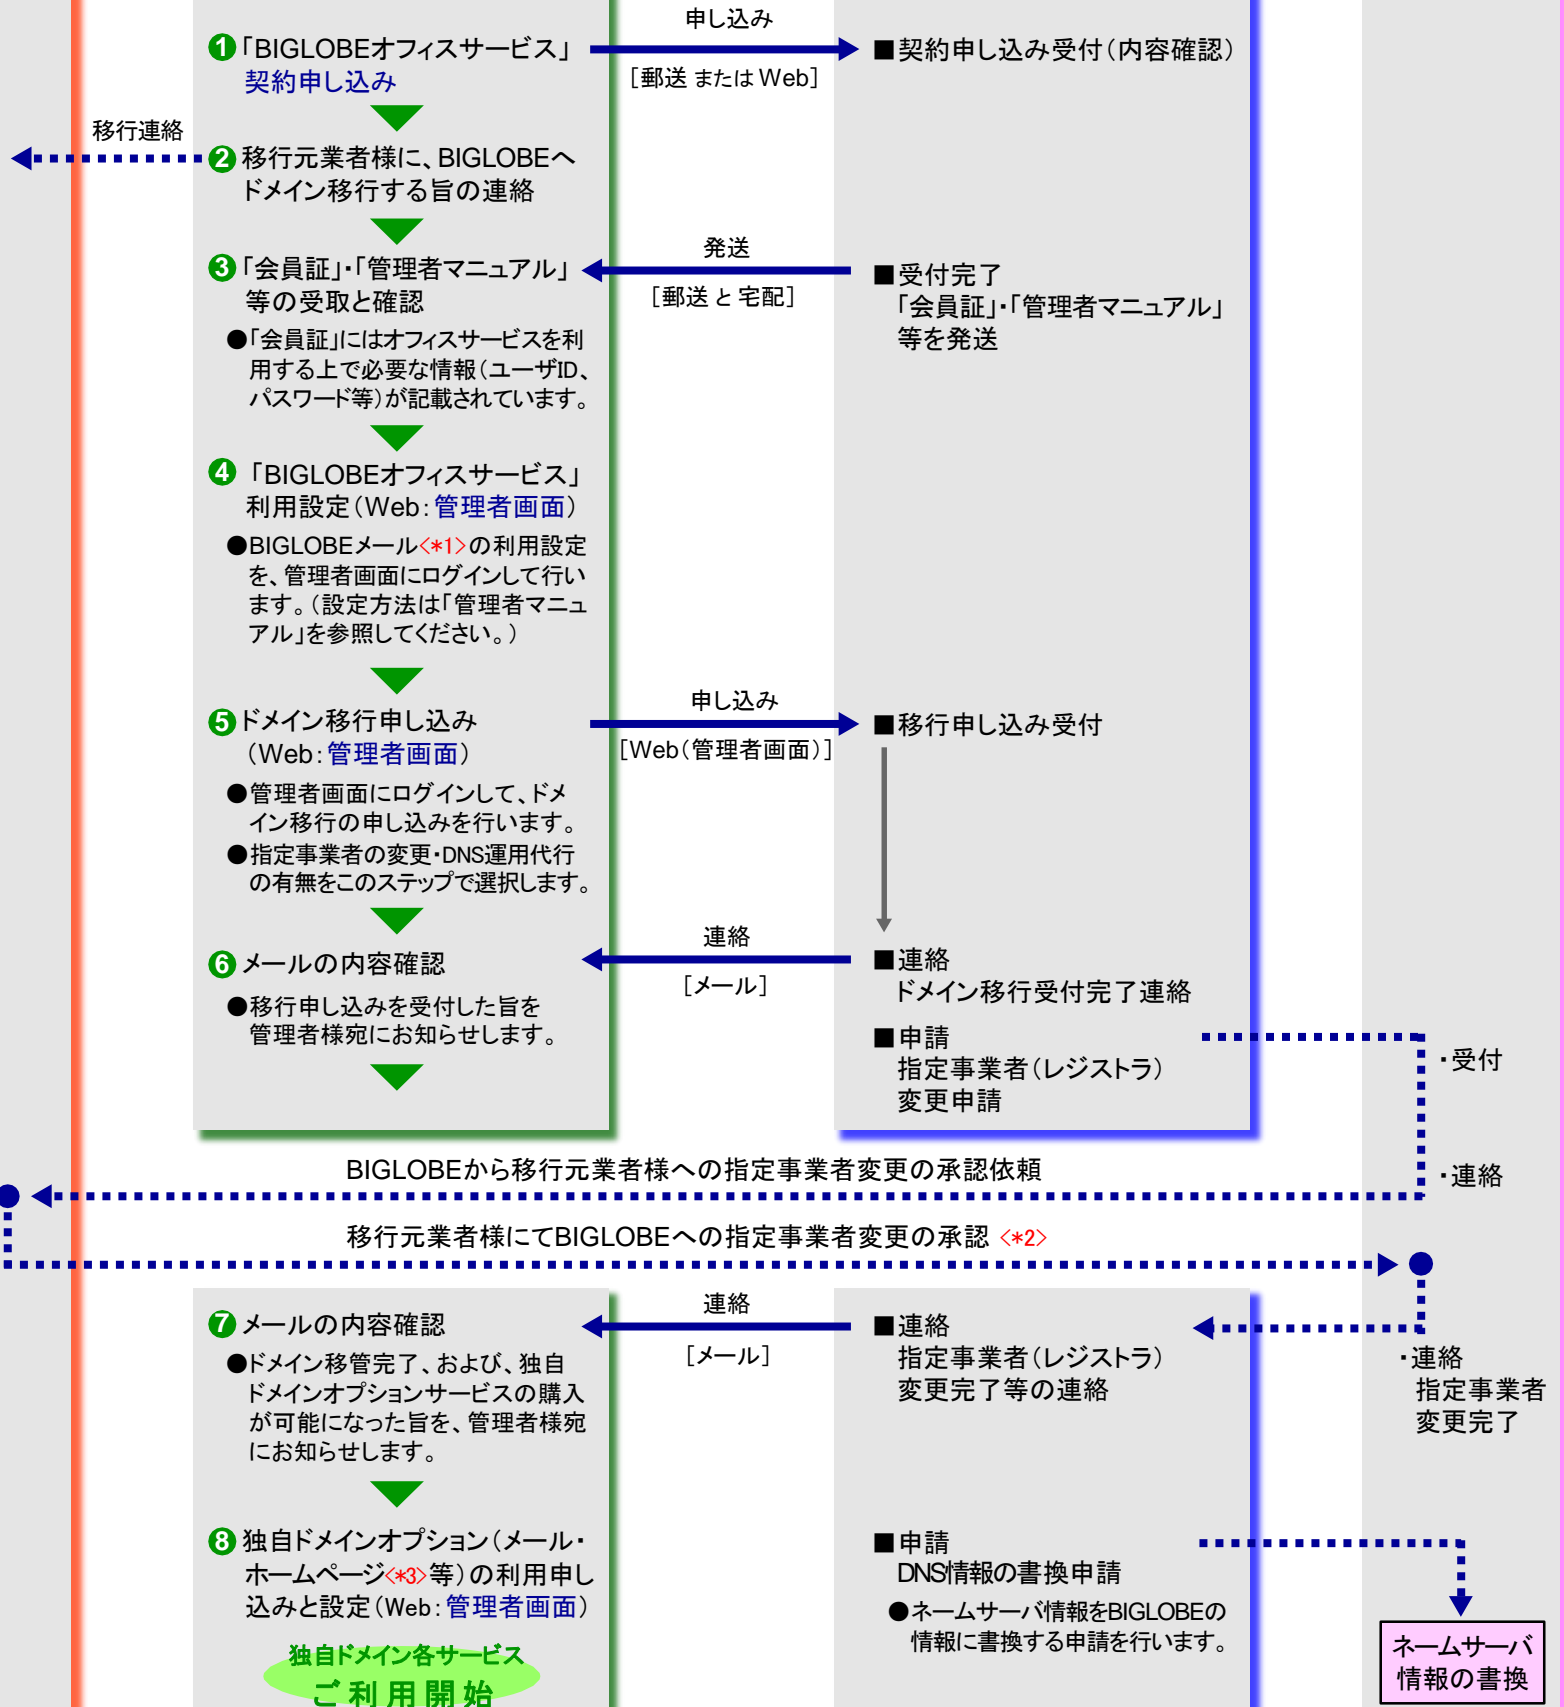 申し込み
❶「BIGLOBEオフィスサービス」
契約申し込み
[郵送 または Web]
■契約申し込み受付(内容確認)
移行連絡
❷移行元業者様に、BIGLOBEへ
ドメイン移行する旨の連絡
発送
[郵送 と 宅配]
❸「会員証」・「管理者マニュアル」
等の受取と確認
■受付完了
「会員証」・「管理者マニュアル」
等を発送
●「会員証」にはオフィスサービスを利
用する上で必要な情報(ユーザID、
パスワード等)が記載されています。
❹「BIGLOBEオフィスサービス」
利用設定(Web:管理者画面)
●BIGLOBEメール<*1>の利用設定
を、管理者画面にログインして行い
ます。(設定方法は「管理者マニュ
アル」を参照してください。)
申し込み
❺ドメイン移行申し込み
(Web:管理者画面)
[Web(管理者画面)]
■移行申し込み受付
●管理者画面にログインして、ドメ
イン移行の申し込みを行います。
●指定事業者の変更・DNS運用代行
の有無をこのステップで選択します。
連絡
[メール]
❻メールの内容確認
●移行申し込みを受付した旨を
管理者様宛にお知らせします。
■連絡
ドメイン移行受付完了連絡
■申請
指定事業者(レジストラ)
変更申請
・受付
・連絡
BIGLOBEから移行元業者様への指定事業者変更の承認依頼
移行元業者様にてBIGLOBEへの指定事業者変更の承認 <*2>
連絡
[メール]
❼メールの内容確認
●ドメイン移管完了、および、独自
ドメインオプションサービスの購入
が可能になった旨を、管理者様宛
にお知らせします。
■連絡
指定事業者(レジストラ)
変更完了等の連絡
・連絡
指定事業者
変更完了
❽独自ドメインオプション(メール・
ホームページ<*3>等)の利用申し
込みと設定(Web:管理者画面)
■申請
DNS情報の書換申請
●ネームサーバ情報をBIGLOBEの
情報に書換する申請を行います。
ネームサーバ
情報の書換
独自ドメイン各サービス
ご利用開始